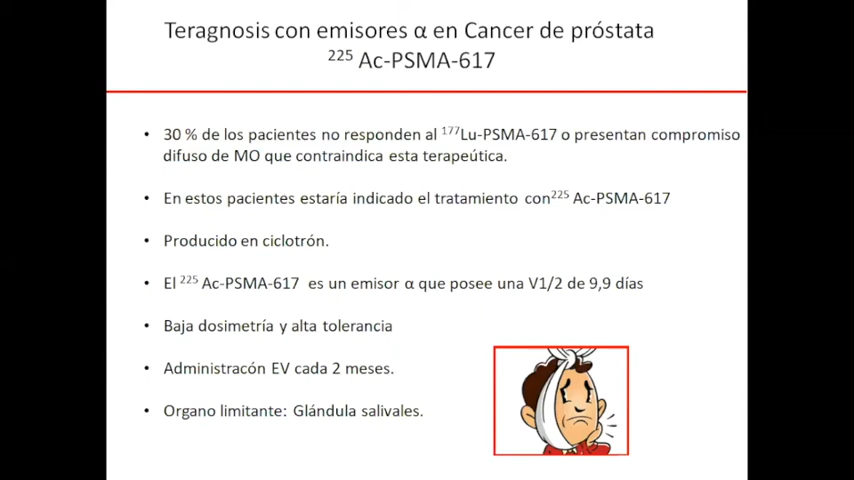 Teragnosis con emisores α en Cancer de próstata
²²⁵ Ac-PSMA-617
• 30 % de los pacientes no responden al ¹⁷⁷Lu-PSMA-617 o presentan compromiso
difuso de MO que contraindica esta terapeútica.
• En estos pacientes estaría indicado el tratamiento con²²⁵ Ac-PSMA-617
• Producido en ciclotrón.
• El ²²⁵ Ac-PSMA-617 es un emisor α que posee una V1/2 de 9,9 días
• Baja dosimetría y alta tolerancia
• Administracón EV cada 2 meses.
• Organo limitante: Glándula salivales.